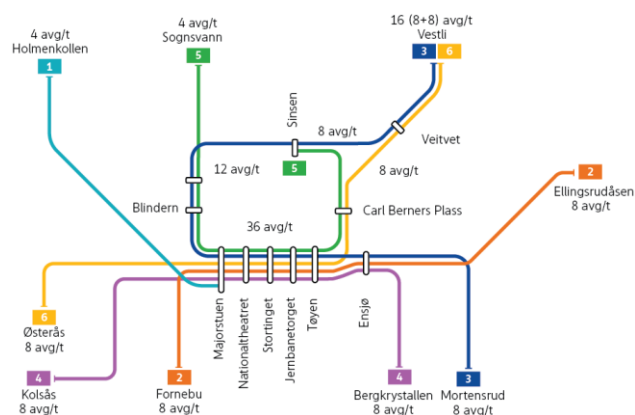 4 avg/t
Holmenkollen
1
4 avg/t
Sognsvann
5
16 (8+8) avg/t
Vestli
3
6
Sinsen
8 avg/t
Veitvet
5
12 avg/t
8 avg/t
2
Ellingsrudåsen
8 avg/t
Blindern
36 avg/t
Carl Berners Plass
Majorstuen
Nationaltheatret
Stortinget
Jernbanetorget
Tøyen
Ensjø
6
Østerås
8 avg/t
4
Kolsås
8 avg/t
2
Fornebu
8 avg/t
4
Bergkrystallen
8 avg/t
3
Mortensrud
8 avg/t